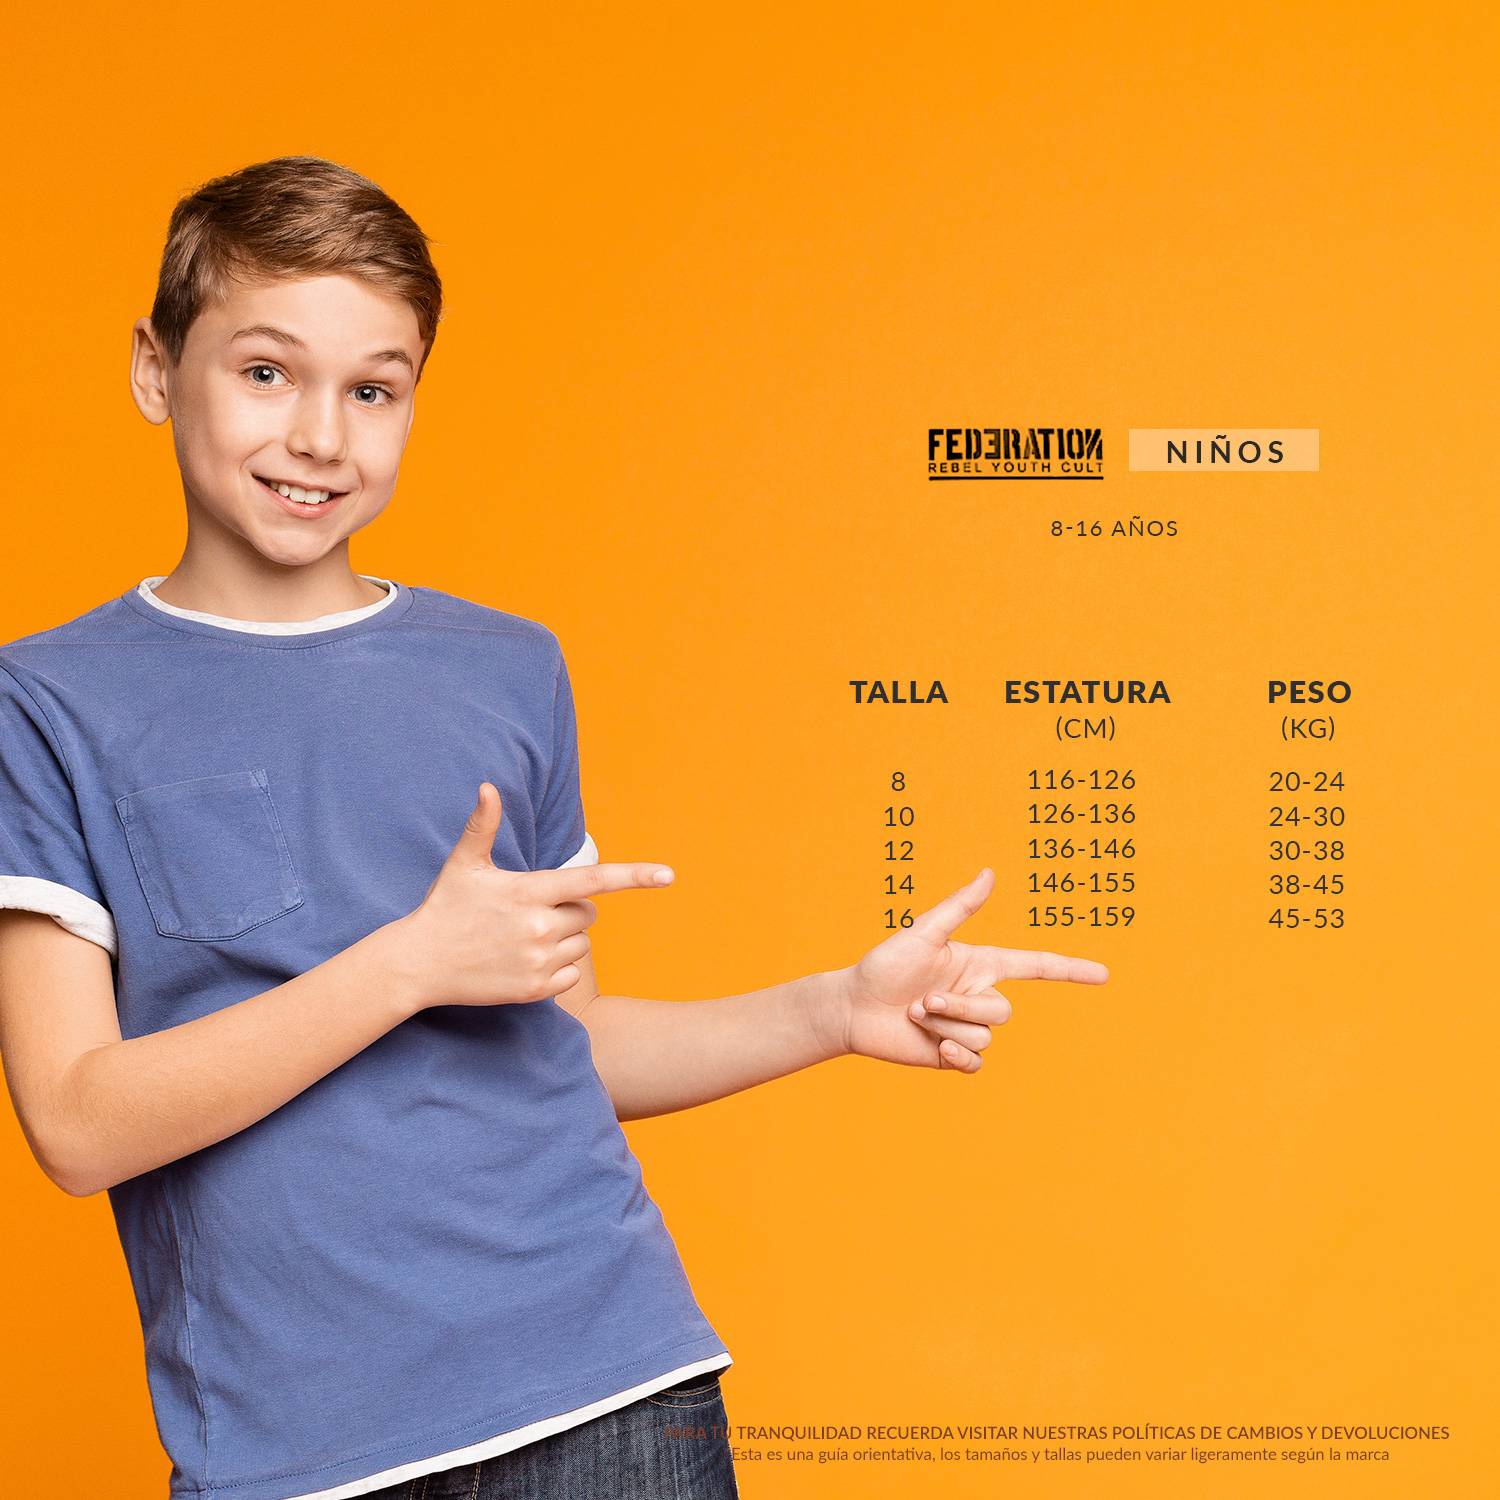 FEDERATION NIÑOS
REBEL YOUTH CULT
8-16 AÑOS
TALLA ESTATURA PESO
(CM) (KG)
8 116-126 20-24
10 126-136 24-30
12 136-146 30-38
14 146-155 38-45
16 155-159 45-53
PARA TU TRANQUILIDAD RECUERDA VISITAR NUESTRAS POLÍTICAS DE CAMBIOS Y DEVOLUCIONES
Esta es una guía orientativa, los tamaños y tallas pueden variar ligeramente según la marca